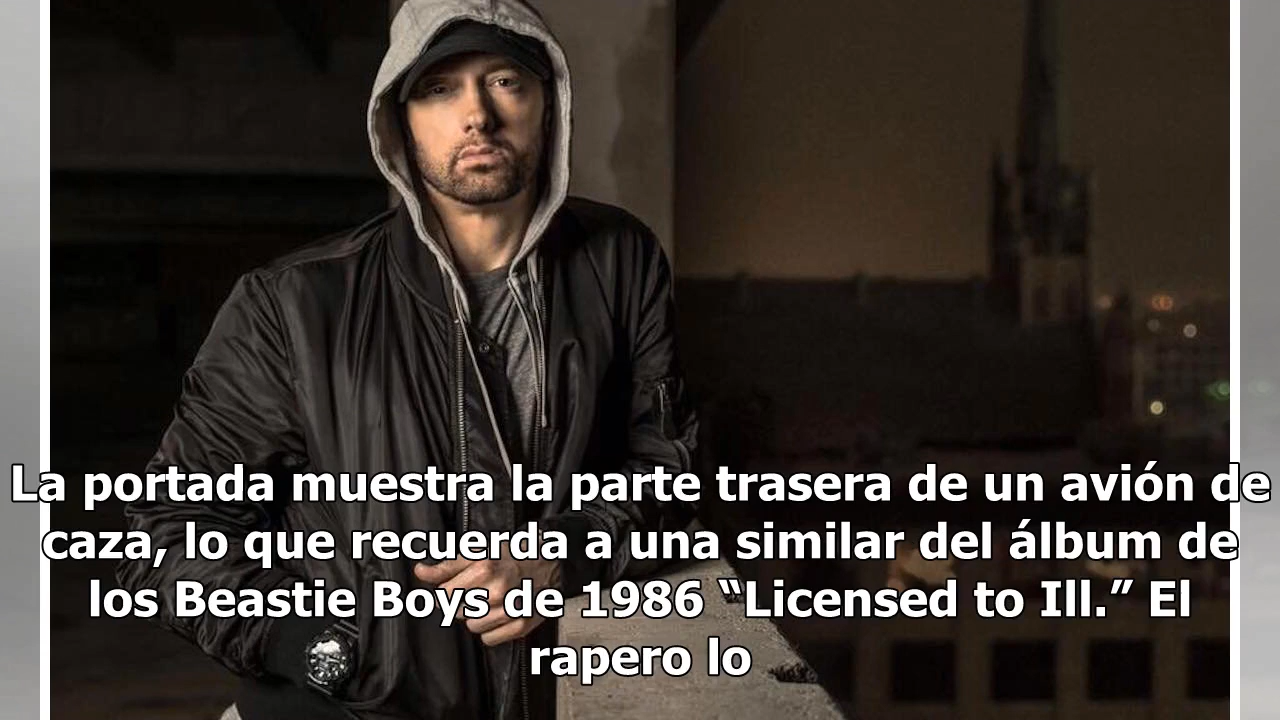 La portada muestra la parte trasera de un avión de
caza, lo que recuerda a una similar del álbum de
los Beastie Boys de 1986 “Licensed to Ill.” El
rapero lo